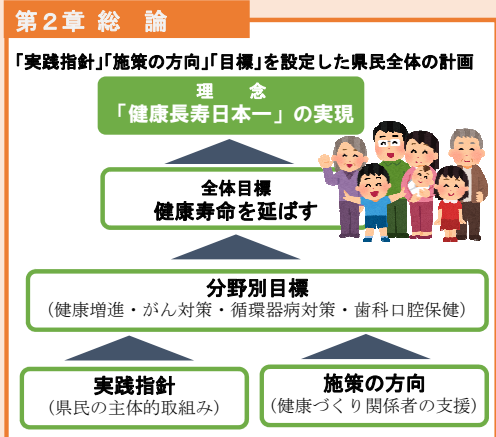 第２章 総　論
「実践指針」「施策の方向」「目標」を設定した県民全体の計画
理　　念
「健康長寿日本一」の実現
全体目標
健康寿命を延ばす
分野別目標
（健康増進・がん対策・循環器病対策・歯科口腔保健）
実践指針
（県民の主体的取組み）
施策の方向
（健康づくり関係者の支援）